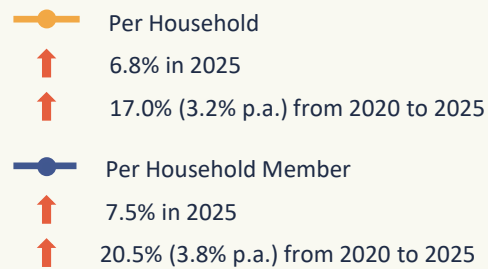 Per Household
6.8% in 2025
17.0% (3.2% p.a.) from 2020 to 2025
Per Household Member
7.5% in 2025
20.5% (3.8% p.a.) from 2020 to 2025